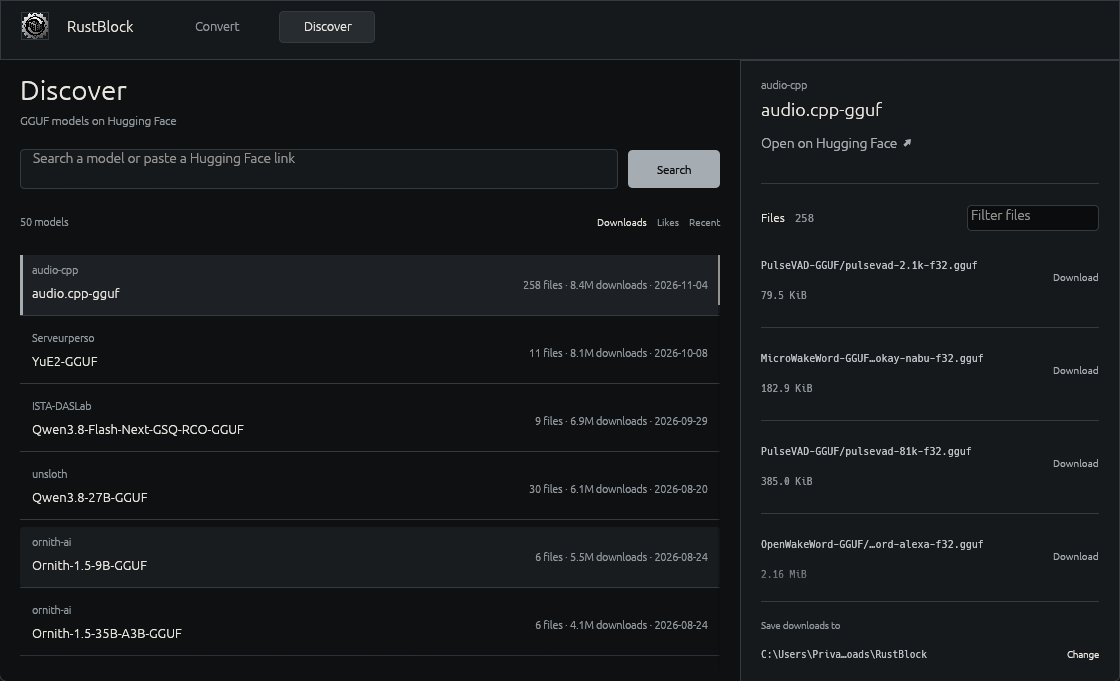 RustBlock
Convert
Discover
Discover
GGUF models on Hugging Face
Search a model or paste a Hugging Face link
Search
50 models
Downloads Likes Recent
audio-cpp
audio.cpp-gguf
258 files · 8.4M downloads · 2026-11-04
Serveurperso
YuE2-GGUF
11 files · 8.1M downloads · 2026-10-08
ISTA-DASLab
Qwen3.8-Flash-Next-GSQ-RCO-GGUF
9 files · 6.9M downloads · 2026-09-29
unsloth
Qwen3.8-27B-GGUF
30 files · 6.1M downloads · 2026-08-20
ornith-ai
Ornith-1.5-9B-GGUF
6 files · 5.5M downloads · 2026-08-24
ornith-ai
Ornith-1.5-35B-A3B-GGUF
6 files · 4.1M downloads · 2026-08-24
audio-cpp
audio.cpp-gguf
Open on Hugging Face
Files 258
Filter files
PulseVAD-GGUF/pulsevad-2.1k-f32.gguf
Download
79.5 KiB
MicroWakeWord-GGUF…okay-nabu-f32.gguf
Download
182.9 KiB
PulseVAD-GGUF/pulsevad-81k-f32.gguf
Download
385.0 KiB
OpenWakeWord-GGUF/…ord-alexa-f32.gguf
Download
2.16 MiB
Save downloads to
C:\Users\Priva…oads\RustBlock
Change